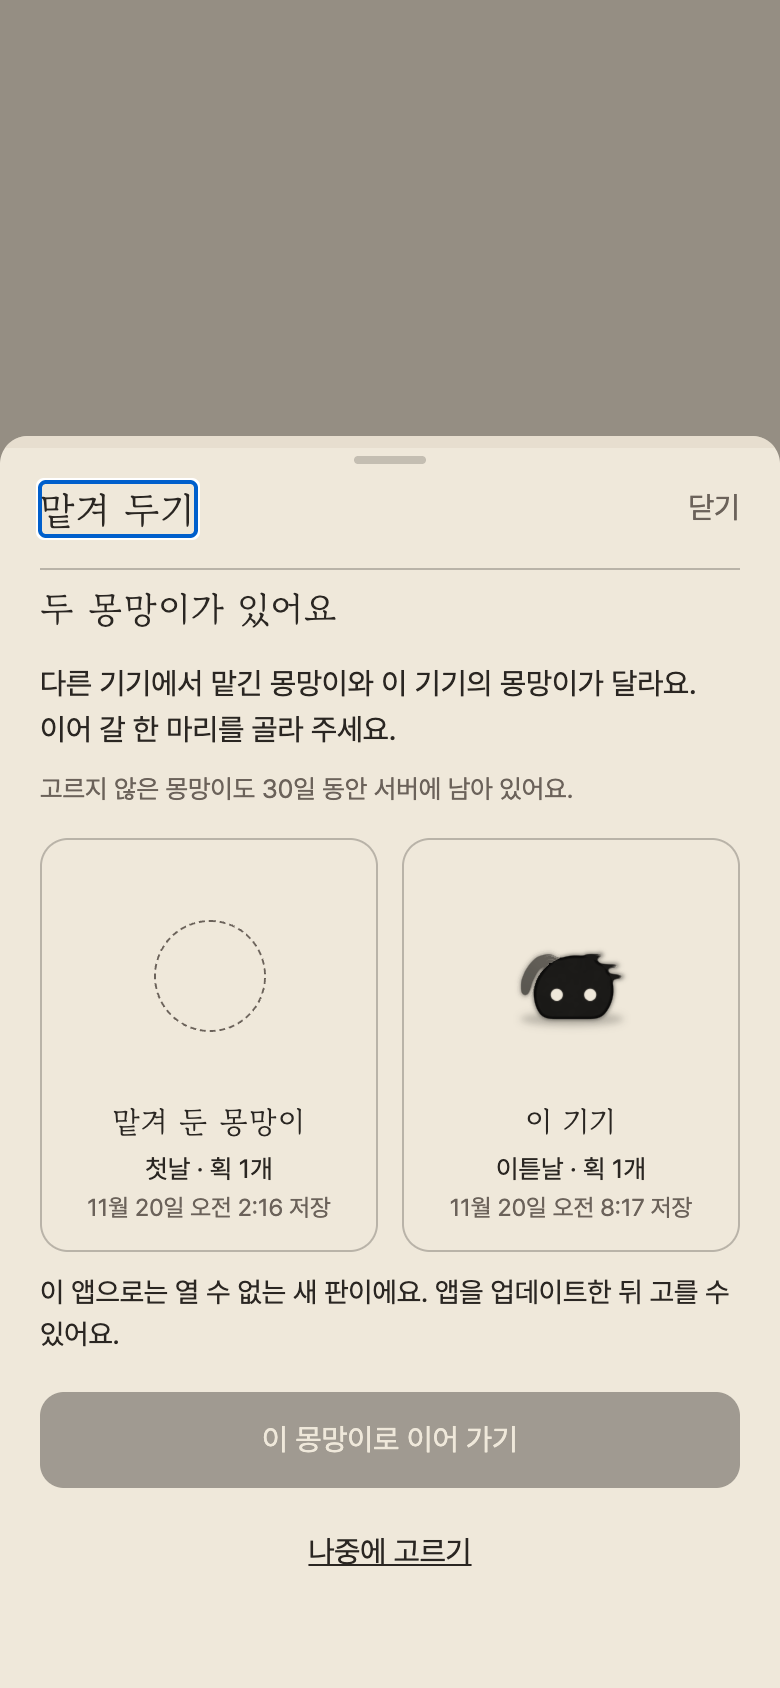 맡겨 두기
닫기
두 몽망이가 있어요
다른 기기에서 맡긴 몽망이와 이 기기의 몽망이가 달라요.
이어 갈 한 마리를 골라 주세요.
고르지 않은 몽망이도 30일 동안 서버에 남아 있어요.
맡겨 둔 몽망이
첫날 · 획 1개
11월 20일 오전 2:16 저장
이 기기
이튿날 · 획 1개
11월 20일 오전 8:17 저장
이 앱으로는 열 수 없는 새 판이에요. 앱을 업데이트한 뒤 고를 수
있어요.
이 몽망이로 이어 가기
나중에 고르기